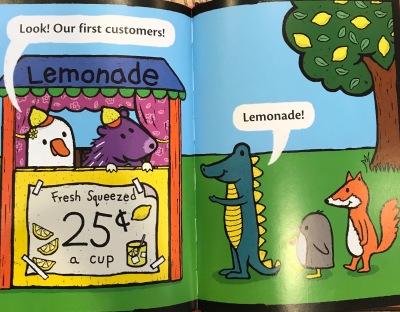 Look! Our first customers!
Lemonade
Fresh Squeezed
25¢
a cup
Lemonade!